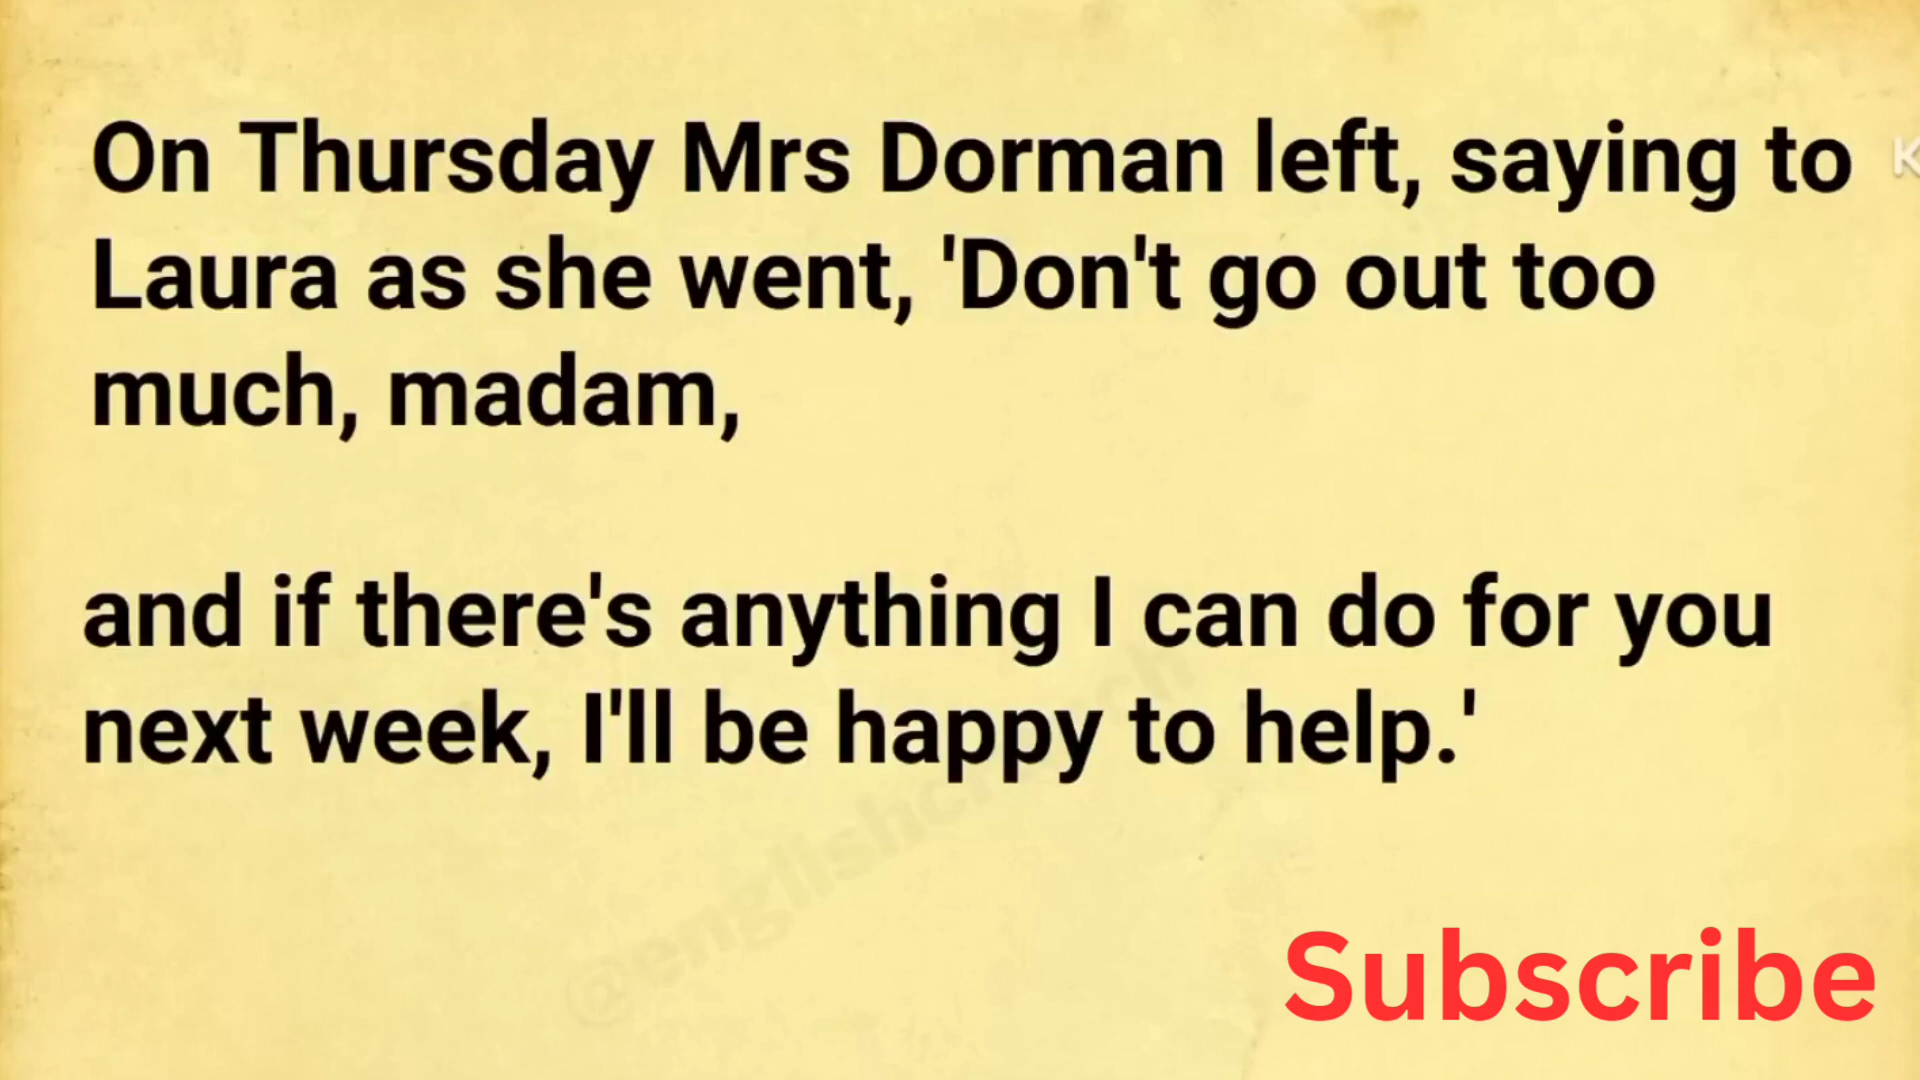 On Thursday Mrs Dorman left, saying to
Laura as she went, 'Don't go out too
much, madam,
and if there's anything I can do for you
next week, I'll be happy to help.'
Subscribe